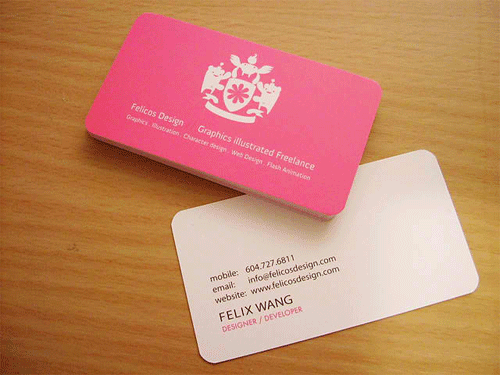 Felicos Design Graphics illustrated Freelance
Graphics . Illustration . Character design . Web Design . Flash Animation
mobile: 604.727.6811
email: info@felicosdesign.com
website: www.felicosdesign.com
FELIX WANG
DESIGNER / DEVELOPER